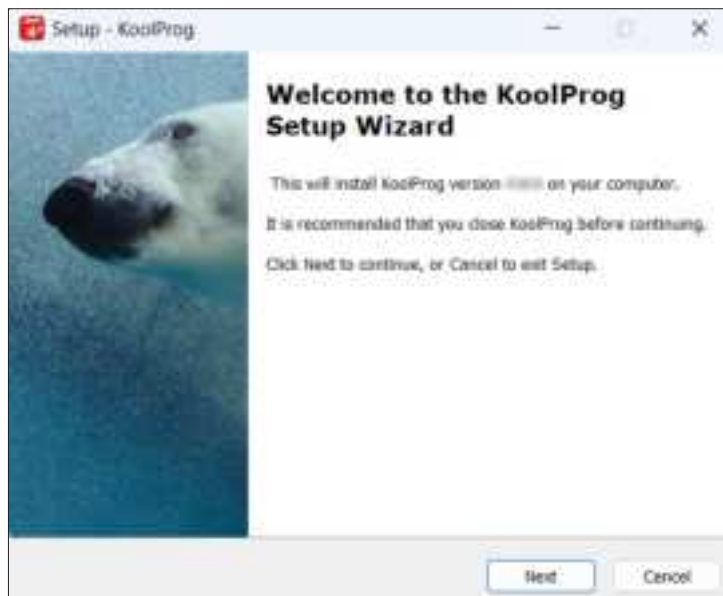 Setup - KoolProg
Welcome to the KoolProg
Setup Wizard
This will install KoolProg version on your computer.
It is recommended that you close KoolProg before continuing.
Click Next to continue, or Cancel to exit Setup.
Next Cancel